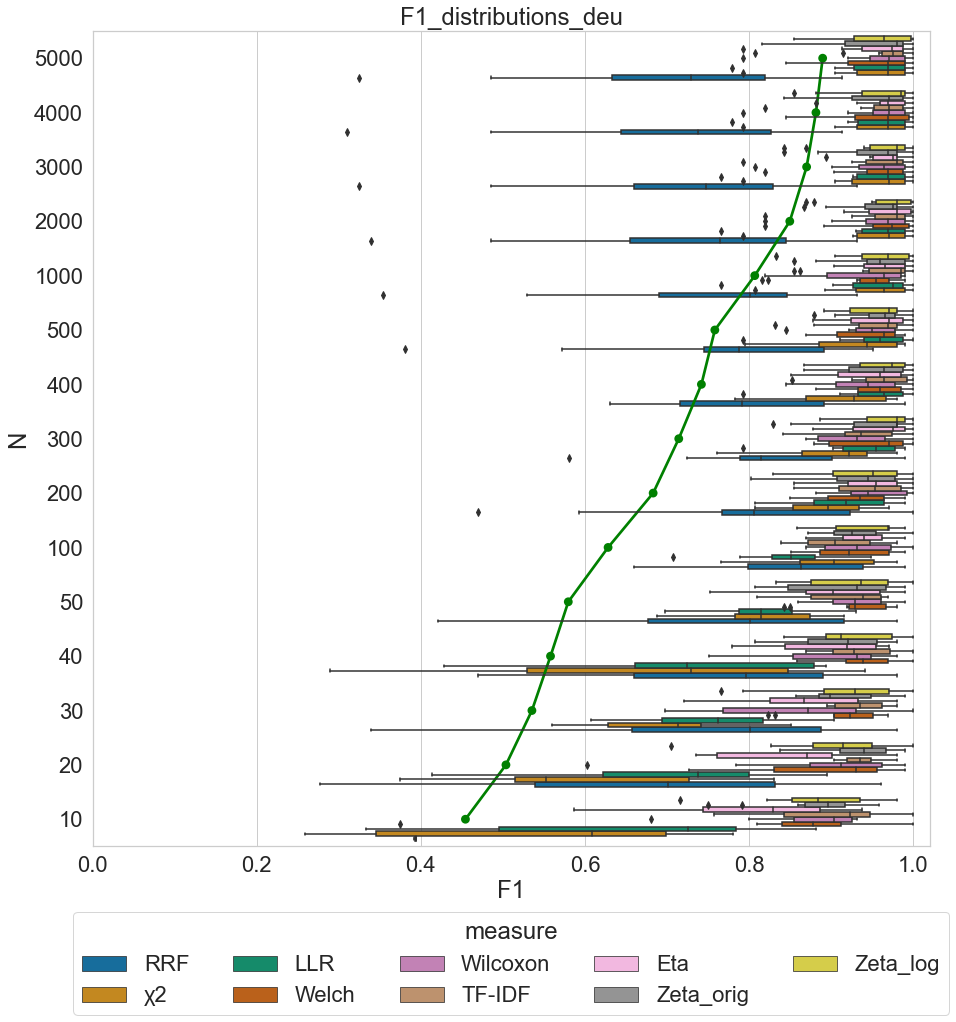 F1_distributions_deu
5000
4000
3000
2000
1000
500
400
300
200
100
50
40
30
20
10
N
0.0 0.2 0.4 0.6 0.8 1.0
F1
measure
RRF LLR Wilcoxon Eta Zeta_log
χ2 Welch TF-IDF Zeta_orig